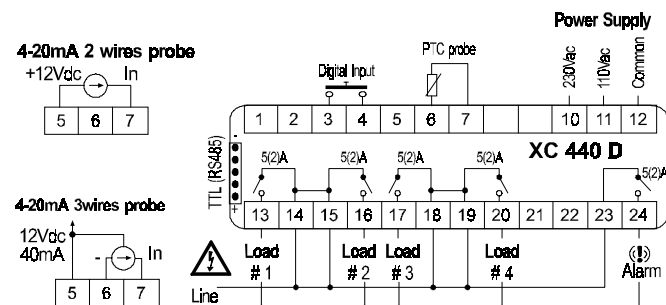 Power Supply
4-20mA 2 wires probe
+12Vdc In
5 6 7
Digital Input
PTC probe
230Vac
110Vac
Common
1 2 3 4 5 6 7 10 11 12
XC 440 D
TTL (RS485)
-
+
5(2)A 5(2)A 5(2)A 5(2)A 5(2)A
13 14 15 16 17 18 19 20 21 22 23 24
4-20mA 3wires probe
12Vdc
40mA
- In
5 6 7
Load Load Load Load
# 1 # 2 # 3 # 4
Alarm
Line